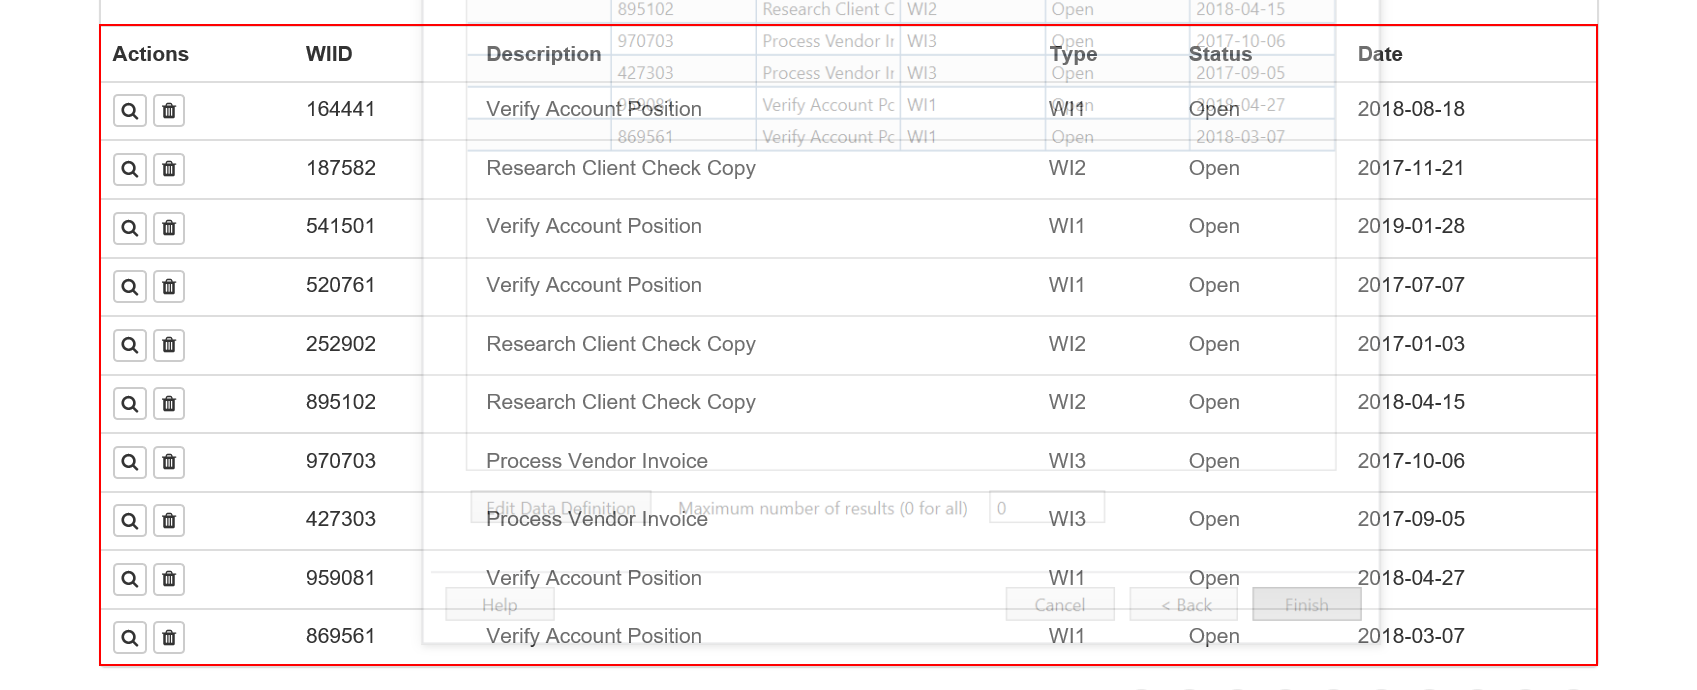 895102 Research Client C WI2 Open 2018-04-15
970703 Process Vendor Ir WI3 Open 2017-10-06
Actions WIID Description Type Status Date
427303 Process Vendor Ir WI3 Open 2017-09-05
959081 Verify Account Pc WI1 Open 2018-04-27
164441 Verify Account Position WI1 Open 2018-08-18
869561 Verify Account Pc WI1 Open 2018-03-07
187582 Research Client Check Copy WI2 Open 2017-11-21
541501 Verify Account Position WI1 Open 2019-01-28
520761 Verify Account Position WI1 Open 2017-07-07
252902 Research Client Check Copy WI2 Open 2017-01-03
895102 Research Client Check Copy WI2 Open 2018-04-15
970703 Process Vendor Invoice WI3 Open 2017-10-06
Edit Data Definition Maximum number of results (0 for all) 0
427303 Process Vendor Invoice WI3 Open 2017-09-05
959081 Verify Account Position WI1 Open 2018-04-27
Help Cancel < Back Finish
869561 Verify Account Position WI1 Open 2018-03-07